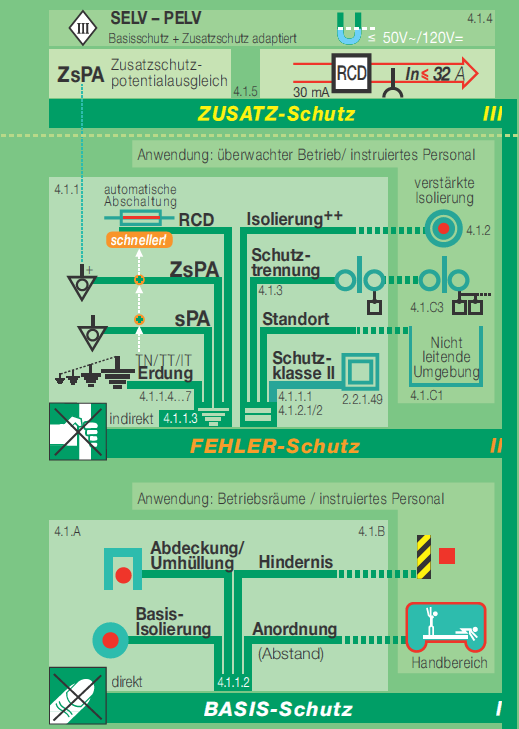 III
SELV – PELV
4.1.4
Basisschutz + Zusatzschutz adaptiert
≤ 50V~/120V=
ZsPA
Zusatzschutz-
potentialausgleich
4.1.5
RCD
30 mA
In ≤ 32 A
ZUSATZ-Schutz
III
Anwendung: überwachter Betrieb/ instruiertes Personal
4.1.1
automatische
Abschaltung
RCD
schneller!
Isolierung++
verstärkte
Isolierung
4.1.2
ZsPA
Schutz-
trennung
4.1.3
4.1.C3
sPA
Standort
Nicht
leitende
Umgebung
4.1.C1
TN/TT/IT
Erdung
4.1.1.4...7
Schutz-
klasse II
4.1.1.1
4.1.2.1/2
2.2.1.49
indirekt
4.1.1.3
FEHLER-Schutz
II
Anwendung: Betriebsräume / instruiertes Personal
4.1.A
4.1.B
Abdeckung/
Umhüllung
Hindernis
Basis-
Isolierung
Anordnung
(Abstand)
Handbereich
direkt
4.1.1.2
BASIS-Schutz
I